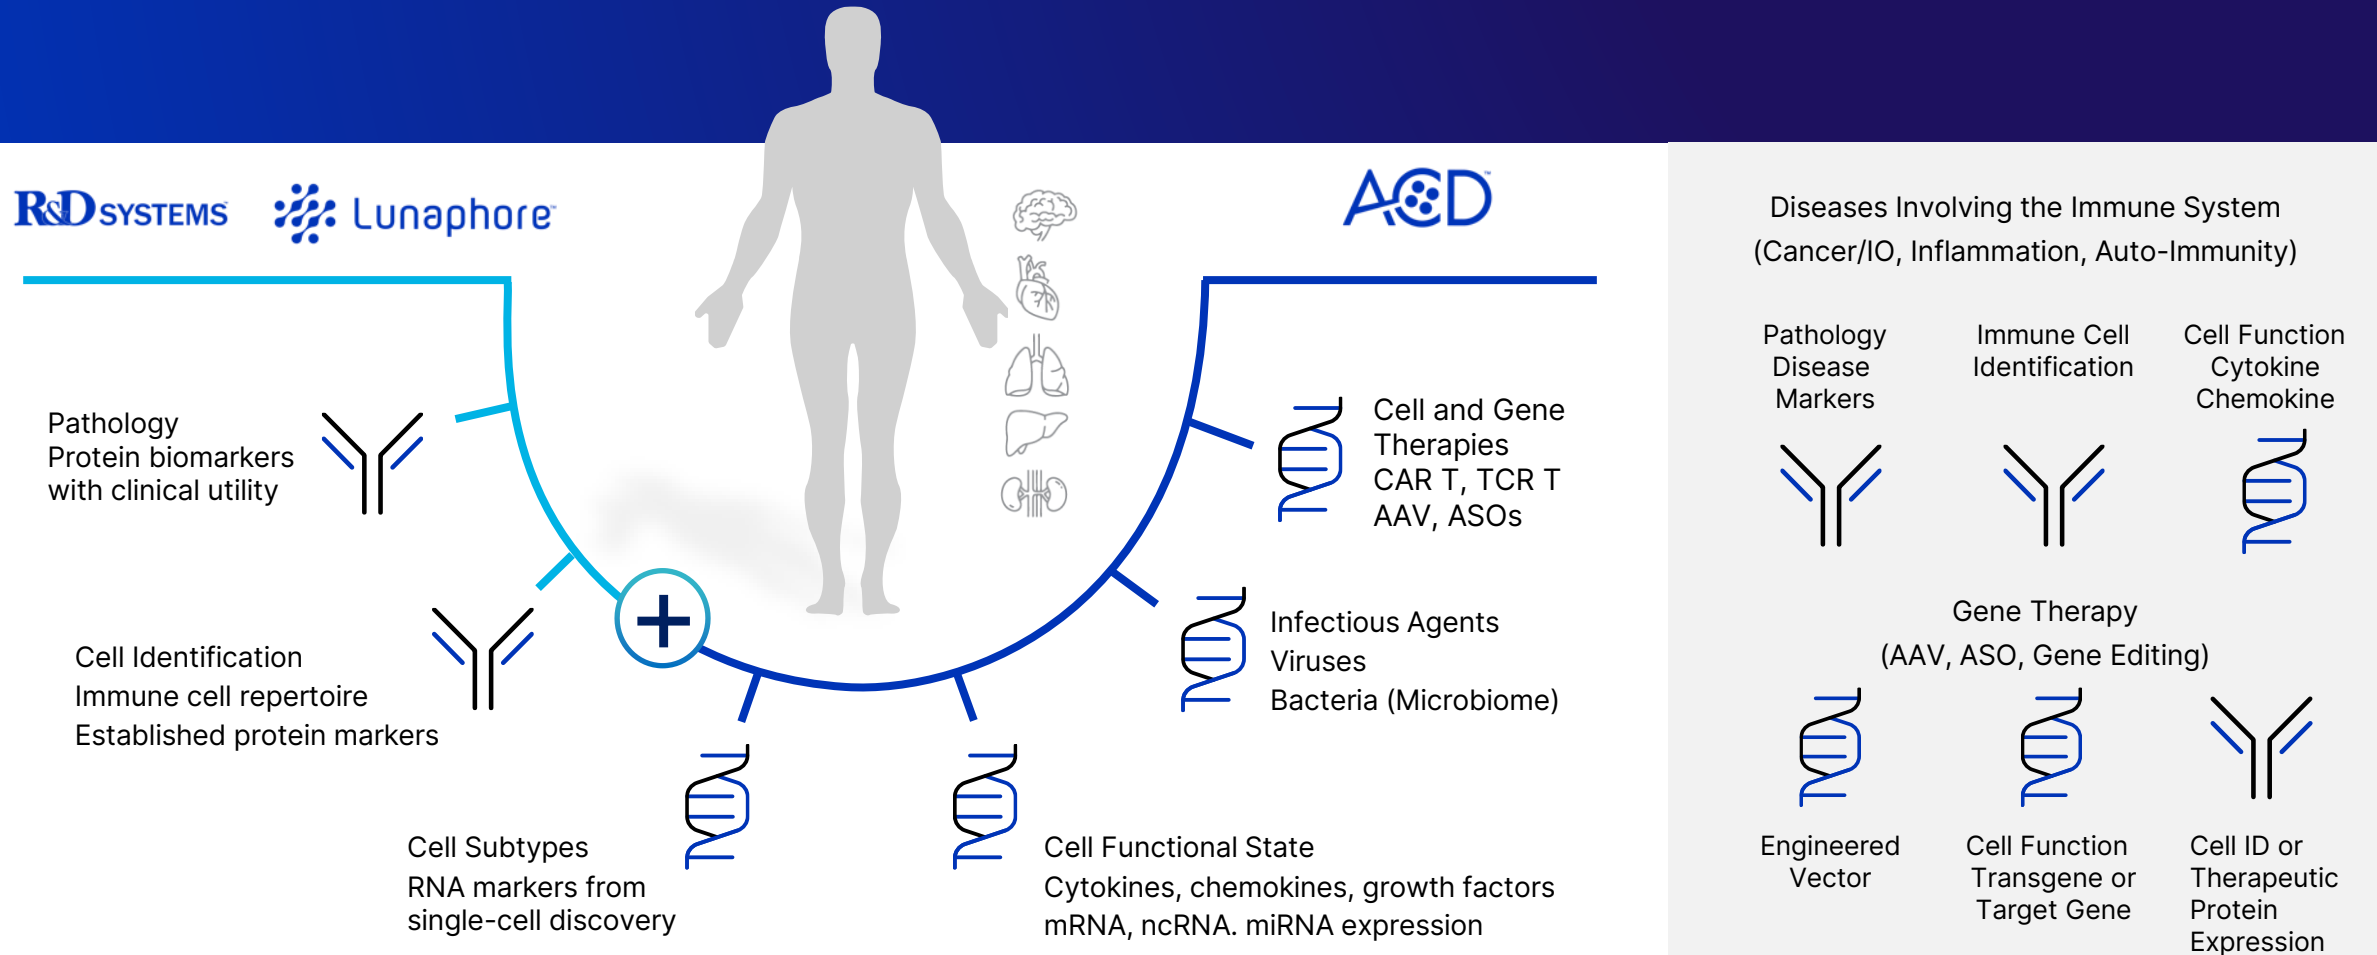 R&D SYSTEMS
Lunaphore™
ACD™
Pathology
Protein biomarkers
with clinical utility
Cell Identification
Immune cell repertoire
Established protein markers
Cell Subtypes
RNA markers from
single-cell discovery
Cell Functional State
Cytokines, chemokines, growth factors
mRNA, ncRNA. miRNA expression
Infectious Agents
Viruses
Bacteria (Microbiome)
Cell and Gene
Therapies
CAR T, TCR T
AAV, ASOs
Diseases Involving the Immune System
(Cancer/IO, Inflammation, Auto-Immunity)
Pathology
Disease
Markers
Immune Cell
Identification
Cell Function
Cytokine
Chemokine
Gene Therapy
(AAV, ASO, Gene Editing)
Engineered
Vector
Cell Function
Transgene or
Target Gene
Cell ID or
Therapeutic
Protein
Expression